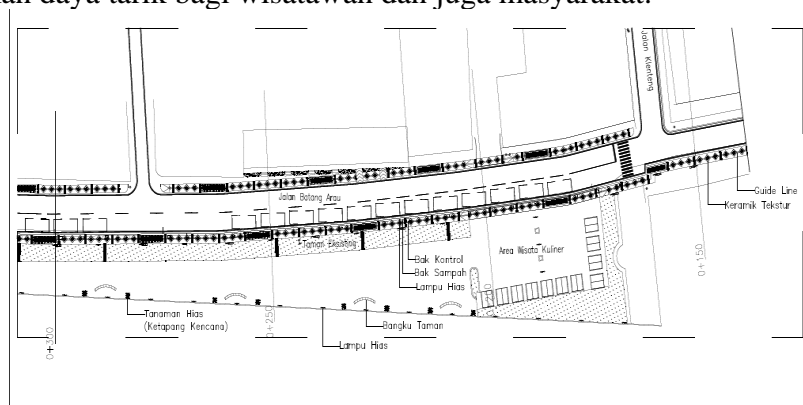 dan daya tarik bagi wisatawan dan juga masyarakat.
Jalan Klenteng
Guide Line
Keramik Tekstur
Jalan Batang Arau
Taman Eksisting
Area Wisata Kuliner
Bak Kontrol
Bak Sampah
Lampu Hias
Tanaman Hias
(Ketapang Kencana)
Bangku Taman
Lampu Hias
0+300
0+250
0+150